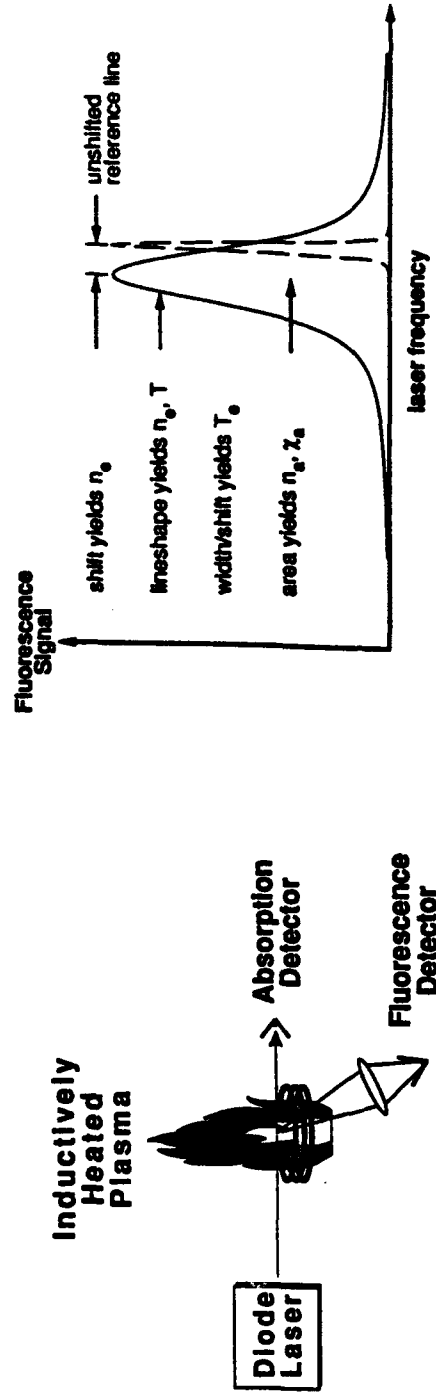 Inductively
Heated
Plasma
Diode
Laser
Absorption
Detector
Fluorescence
Detector
Fluorescence
Signal
shift yields nₑ
lineshape yields nₑ, T
width/shift yields Tₑ
area yields nₐ, χₐ
unshifted
reference line
laser frequency